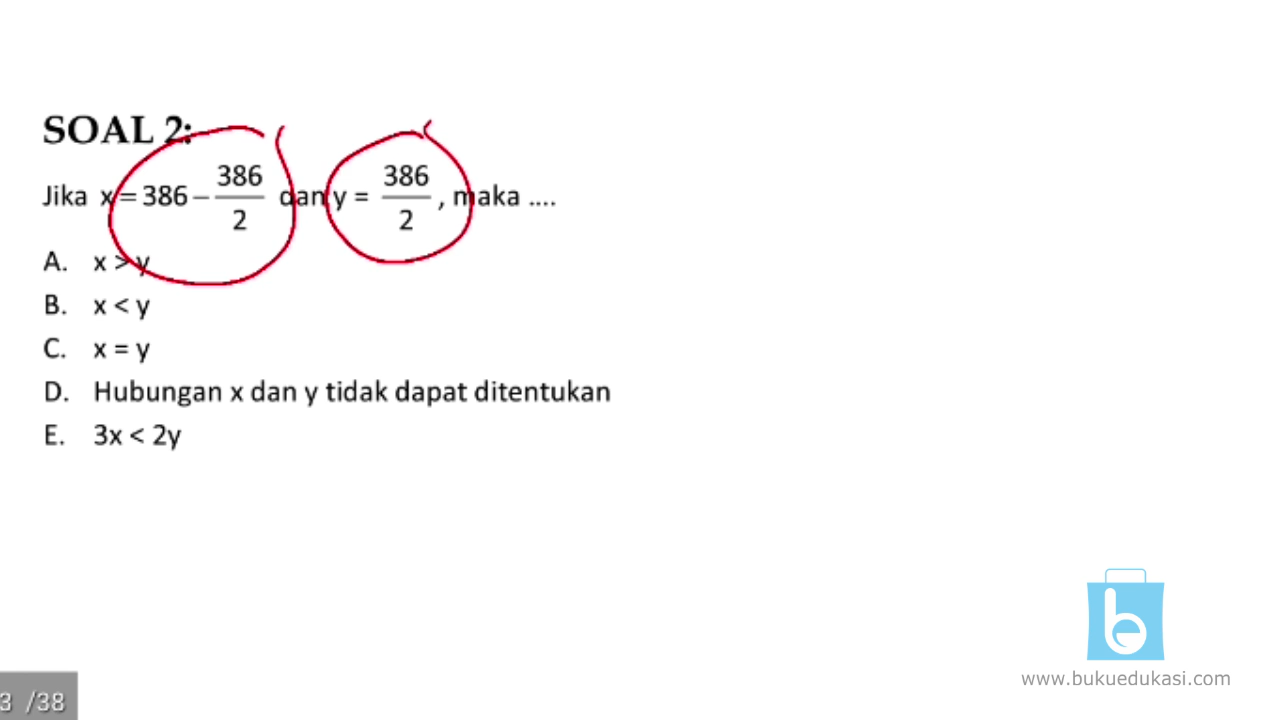 SOAL 2:
Jika x = 386 – 386/2 dan y = 386/2 , maka ....
A. x > y
B. x < y
C. x = y
D. Hubungan x dan y tidak dapat ditentukan
E. 3x < 2y
b
www.bukuedukasi.com
3 /38